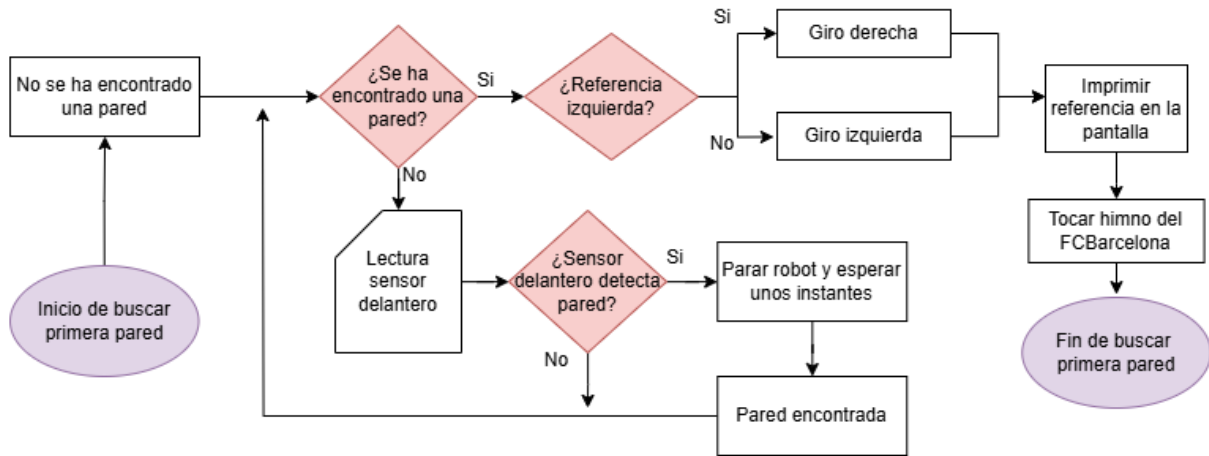 No se ha encontrado
una pared
¿Se ha
encontrado una
pared?
Si
¿Referencia
izquierda?
Si
Giro derecha
No
Giro izquierda
Imprimir
referencia en la
pantalla
No
Lectura
sensor
delantero
¿Sensor
delantero detecta
pared?
Si
Parar robot y esperar
unos instantes
No
Pared encontrada
Tocar himno del
FCBarcelona
Inicio de buscar
primera pared
Fin de buscar
primera pared